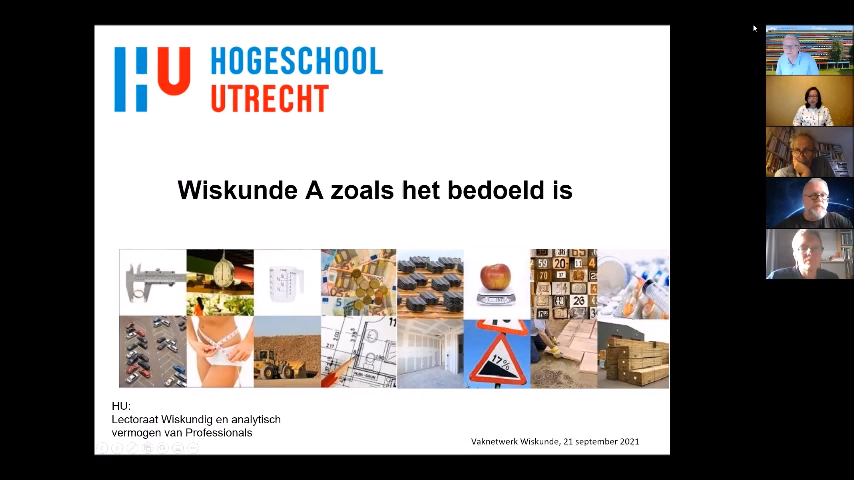 HU HOGESCHOOL
UTRECHT
Wiskunde A zoals het bedoeld is
17%
HU:
Lectoraat Wiskundig en analytisch
vermogen van Professionals
Vaknetwerk Wiskunde, 21 september 2021